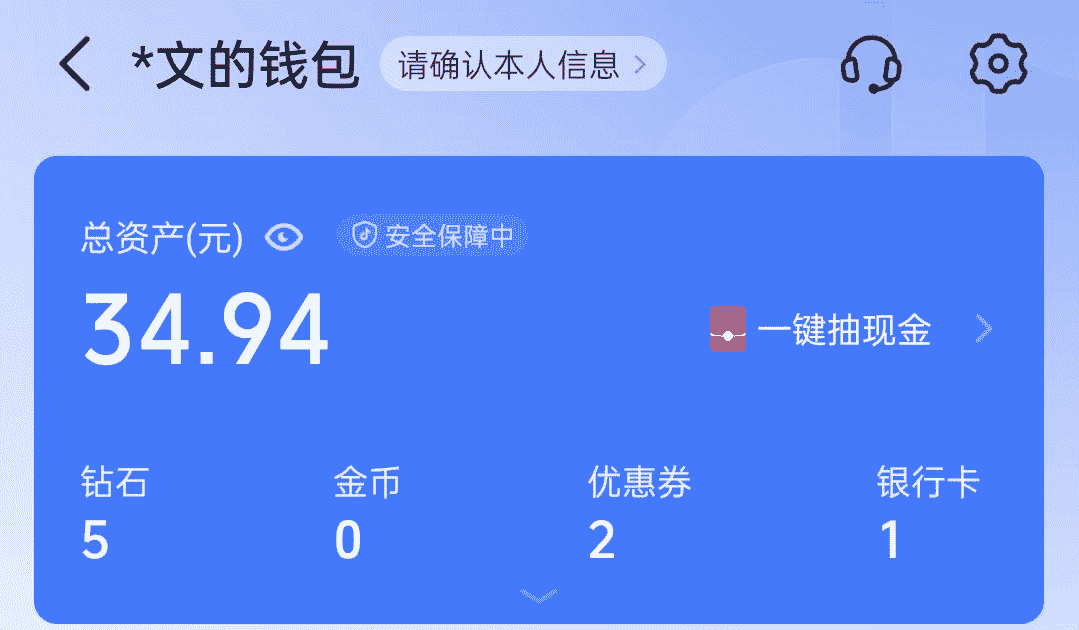 *文的钱包 请确认本人信息
总资产(元) 安全保障中
34.94 一键抽现金
钻石 金币 优惠券 银行卡
5 0 2 1